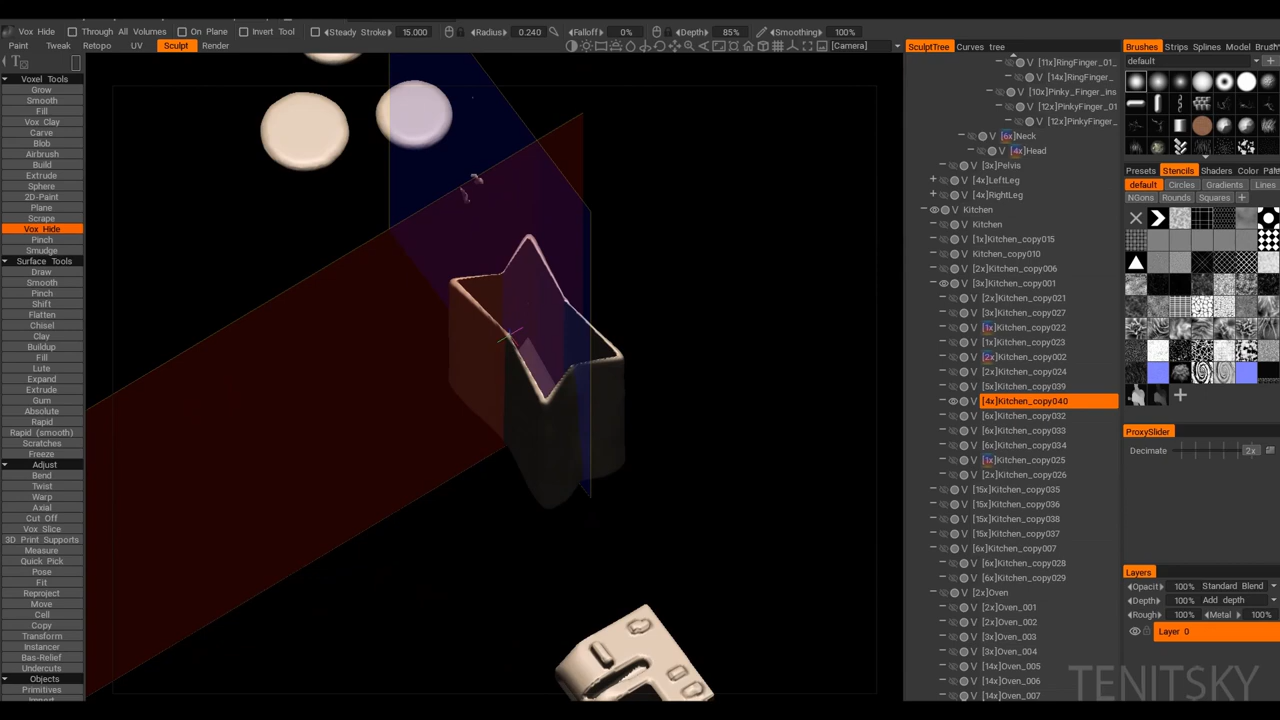 Vox Hide Through All Volumes On Plane Invert Tool Steady Stroke 15.000 Radius 0.240 Falloff 0% Depth 85% Smoothing 100%
Paint Tweak Retopo UV Sculpt Render [Camera]
Voxel Tools
Grow
Smooth
Fill
Vox Clay
Carve
Blob
Airbrush
Build
Extrude
Sphere
2D-Paint
Plane
Scrape
Vox Hide
Pinch
Smudge
Surface Tools
Draw
Smooth
Pinch
Shift
Flatten
Chisel
Clay
Buildup
Fill
Lute
Expand
Extrude
Gum
Absolute
Rapid
Rapid (smooth)
Scratches
Freeze
Adjust
Bend
Twist
Warp
Axial
Cut Off
Vox Slice
3D Print Supports
Measure
Quick Pick
Pose
Fit
Reproject
Move
Cell
Copy
Transform
Instancer
Bas-Relief
Undercuts
Objects
Primitives
SculptTree Curves tree
V [11x]RingFinger_01_
V [14x]RingFinger_
V [10x]Pinky_Finger_ins
V [12x]PinkyFinger_01
V [12x]PinkyFinger_
V [6x]Neck
V [4x]Head
V [3x]Pelvis
V [4x]LeftLeg
V [4x]RightLeg
V Kitchen
V Kitchen
V [1x]Kitchen_copy015
V Kitchen_copy010
V [2x]Kitchen_copy006
V [3x]Kitchen_copy001
V [2x]Kitchen_copy021
V [3x]Kitchen_copy027
V [1x]Kitchen_copy022
V [1x]Kitchen_copy023
V [2x]Kitchen_copy002
V [2x]Kitchen_copy024
V [5x]Kitchen_copy039
V [4x]Kitchen_copy040
V [6x]Kitchen_copy032
V [6x]Kitchen_copy033
V [6x]Kitchen_copy034
V [1x]Kitchen_copy025
V [2x]Kitchen_copy026
V [15x]Kitchen_copy035
V [15x]Kitchen_copy036
V [15x]Kitchen_copy038
V [15x]Kitchen_copy037
V [6x]Kitchen_copy007
V [6x]Kitchen_copy028
V [6x]Kitchen_copy029
V [2x]Oven
V [2x]Oven_001
V [2x]Oven_002
V [3x]Oven_003
V [3x]Oven_004
V [14x]Oven_005
V [14x]Oven_006
V [14x]Oven_007
Brushes Strips Splines Model
default
Presets Stencils Shaders Color
default Circles Gradients Lines
NGons Rounds Squares
ProxySlider
Decimate 2x
Layers
Opacit 100% Standard Blend
Depth 100% Add depth
Rough 100% Metal 100%
Layer 0
TENITSKY